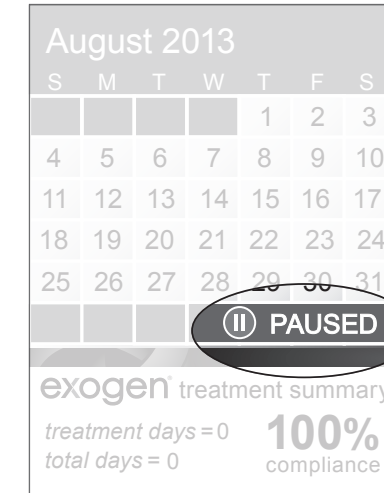 August 2013
S M T W T F S
1 2 3
4 5 6 7 8 9 10
11 12 13 14 15 16 17
18 19 20 21 22 23 24
25 26 27 28 29 30 31
PAUSED
exogen® treatment summary
treatment days = 0
total days = 0
100%
compliance